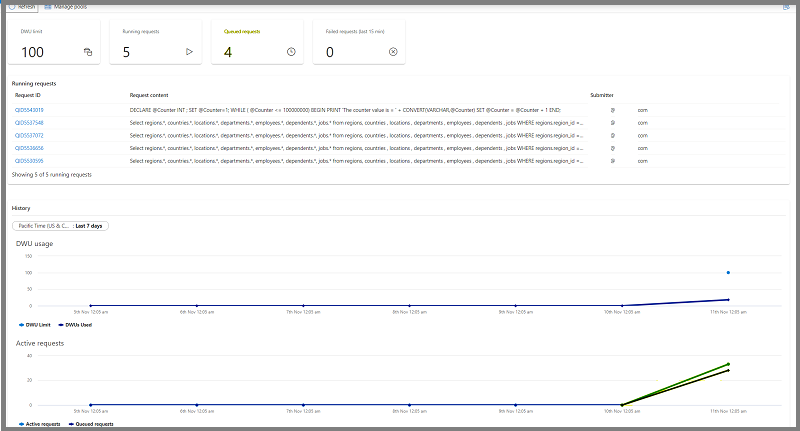 Refresh Manage pools
DWU limit Running requests Queued requests Failed requests (last 15 min)
100 5 4 0
Running requests
Request ID Request content Submitter
DECLARE @Counter INT ; SET @Counter=1; WHILE ( @Counter <= 100000000) BEGIN PRINT 'The counter value is = ' + CONVERT(VARCHAR,@Counter) SET @Counter = @Counter + 1 END; @ com
QID5537548 Select regions.*, countries.*, locations.*, departments.*, employees.*, dependents.*, jobs.* from regions, countries , locations , departments , employees , dependents , jobs WHERE regions.region_id =... @ com
QID5537072 Select regions.*, countries.*, locations.*, departments.*, employees.*, dependents.*, jobs.* from regions, countries , locations , departments , employees , dependents , jobs WHERE regions.region_id =... @ com
QID5536656 Select regions.*, countries.*, locations.*, departments.*, employees.*, dependents.*, jobs.* from regions, countries , locations , departments , employees , dependents , jobs WHERE regions.region_id =... @ com
Select regions.*, countries.*, locations.*, departments.*, employees.*, dependents.*, jobs.* from regions, countries , locations , departments , employees , dependents , jobs WHERE regions.region_id =... @ com
Showing 5 of 5 running requests
History
Pacific Time (US & C... : Last 7 days
DWU usage
150
100
50
0
5th Nov 12:05 am 6th Nov 12:05 am 7th Nov 12:05 am 8th Nov 12:05 am 9th Nov 12:05 am 10th Nov 12:05 am 11th Nov 12:05 am
DWU Limit DWUs Used
Active requests
40
20
0
5th Nov 12:05 am 6th Nov 12:05 am 7th Nov 12:05 am 8th Nov 12:05 am 9th Nov 12:05 am 10th Nov 12:05 am 11th Nov 12:05 am
Active requests Queued requests